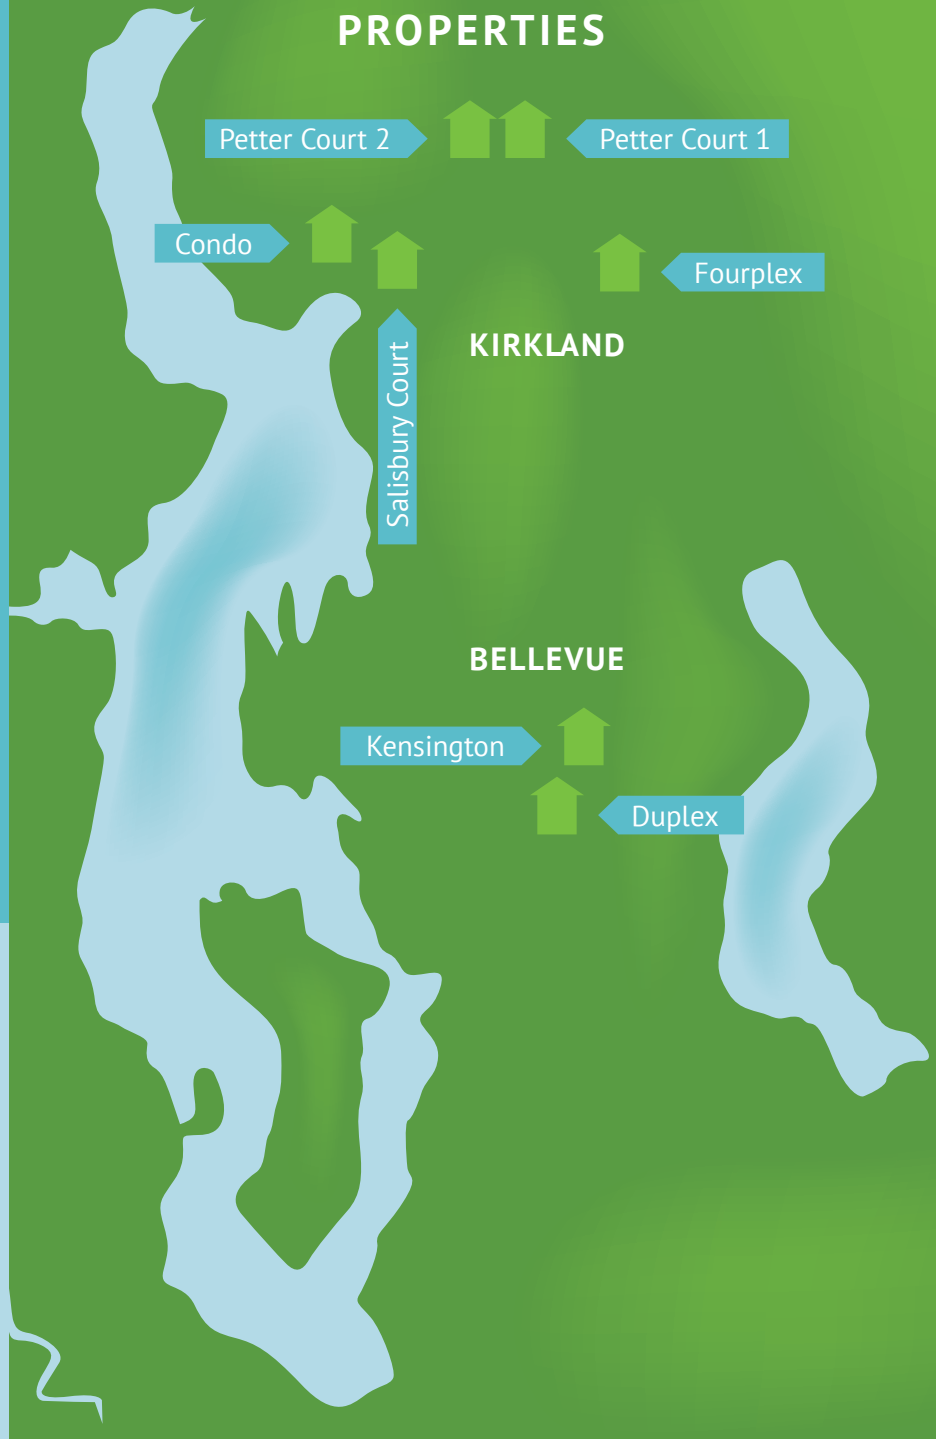 PROPERTIES
Petter Court 2
Petter Court 1
Condo
Fourplex
Salisbury Court
KIRKLAND
BELLEVUE
Kensington
Duplex